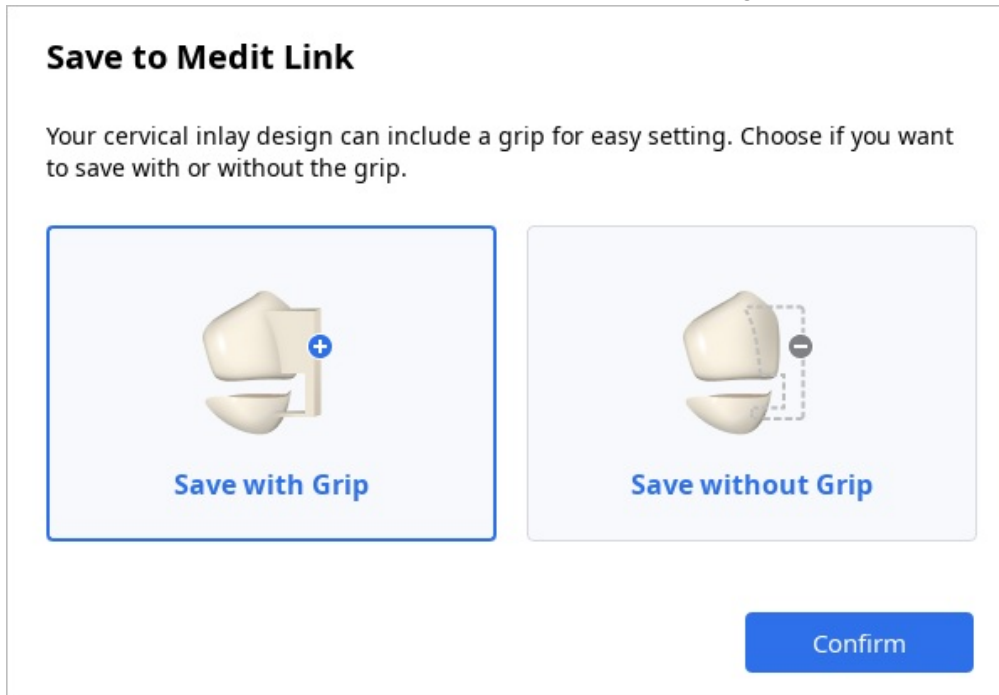 Save to Medit Link
Your cervical inlay design can include a grip for easy setting. Choose if you want
to save with or without the grip.
Save with Grip
Save without Grip
Confirm